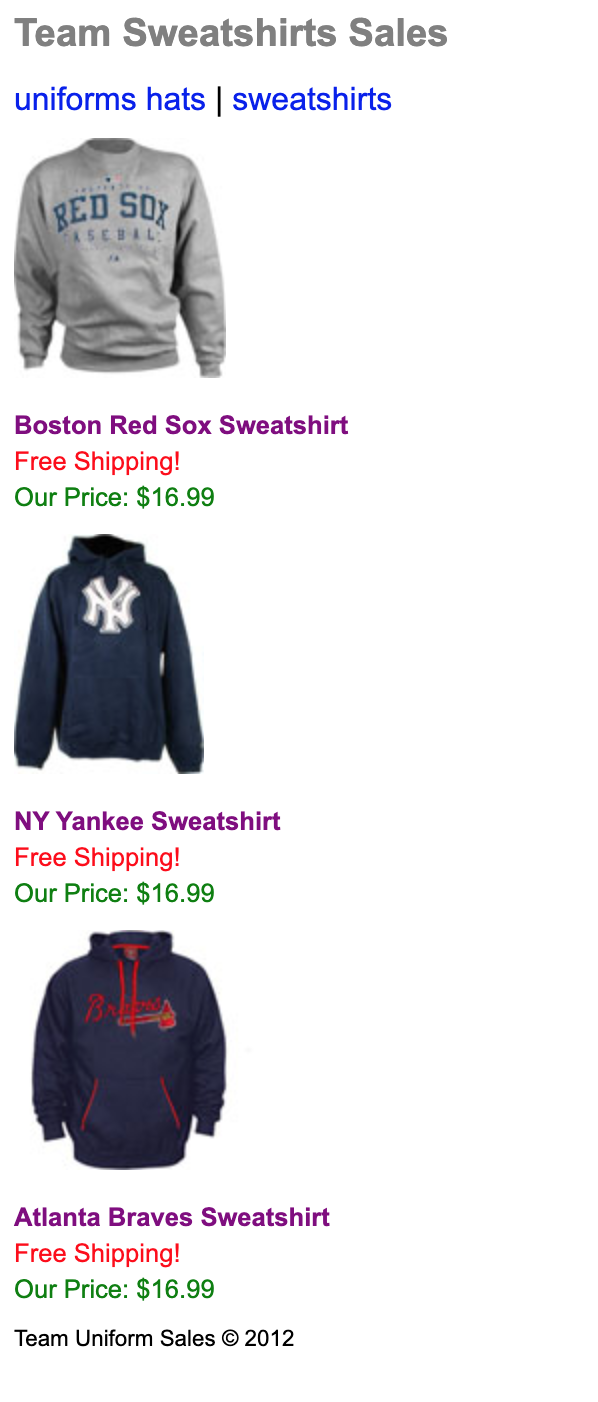 Team Sweatshirts Sales
uniforms hats | sweatshirts
RED SOX
BASEBALL
Boston Red Sox Sweatshirt
Free Shipping!
Our Price: $16.99
NY
NY Yankee Sweatshirt
Free Shipping!
Our Price: $16.99
Braves
Atlanta Braves Sweatshirt
Free Shipping!
Our Price: $16.99
Team Uniform Sales © 2012